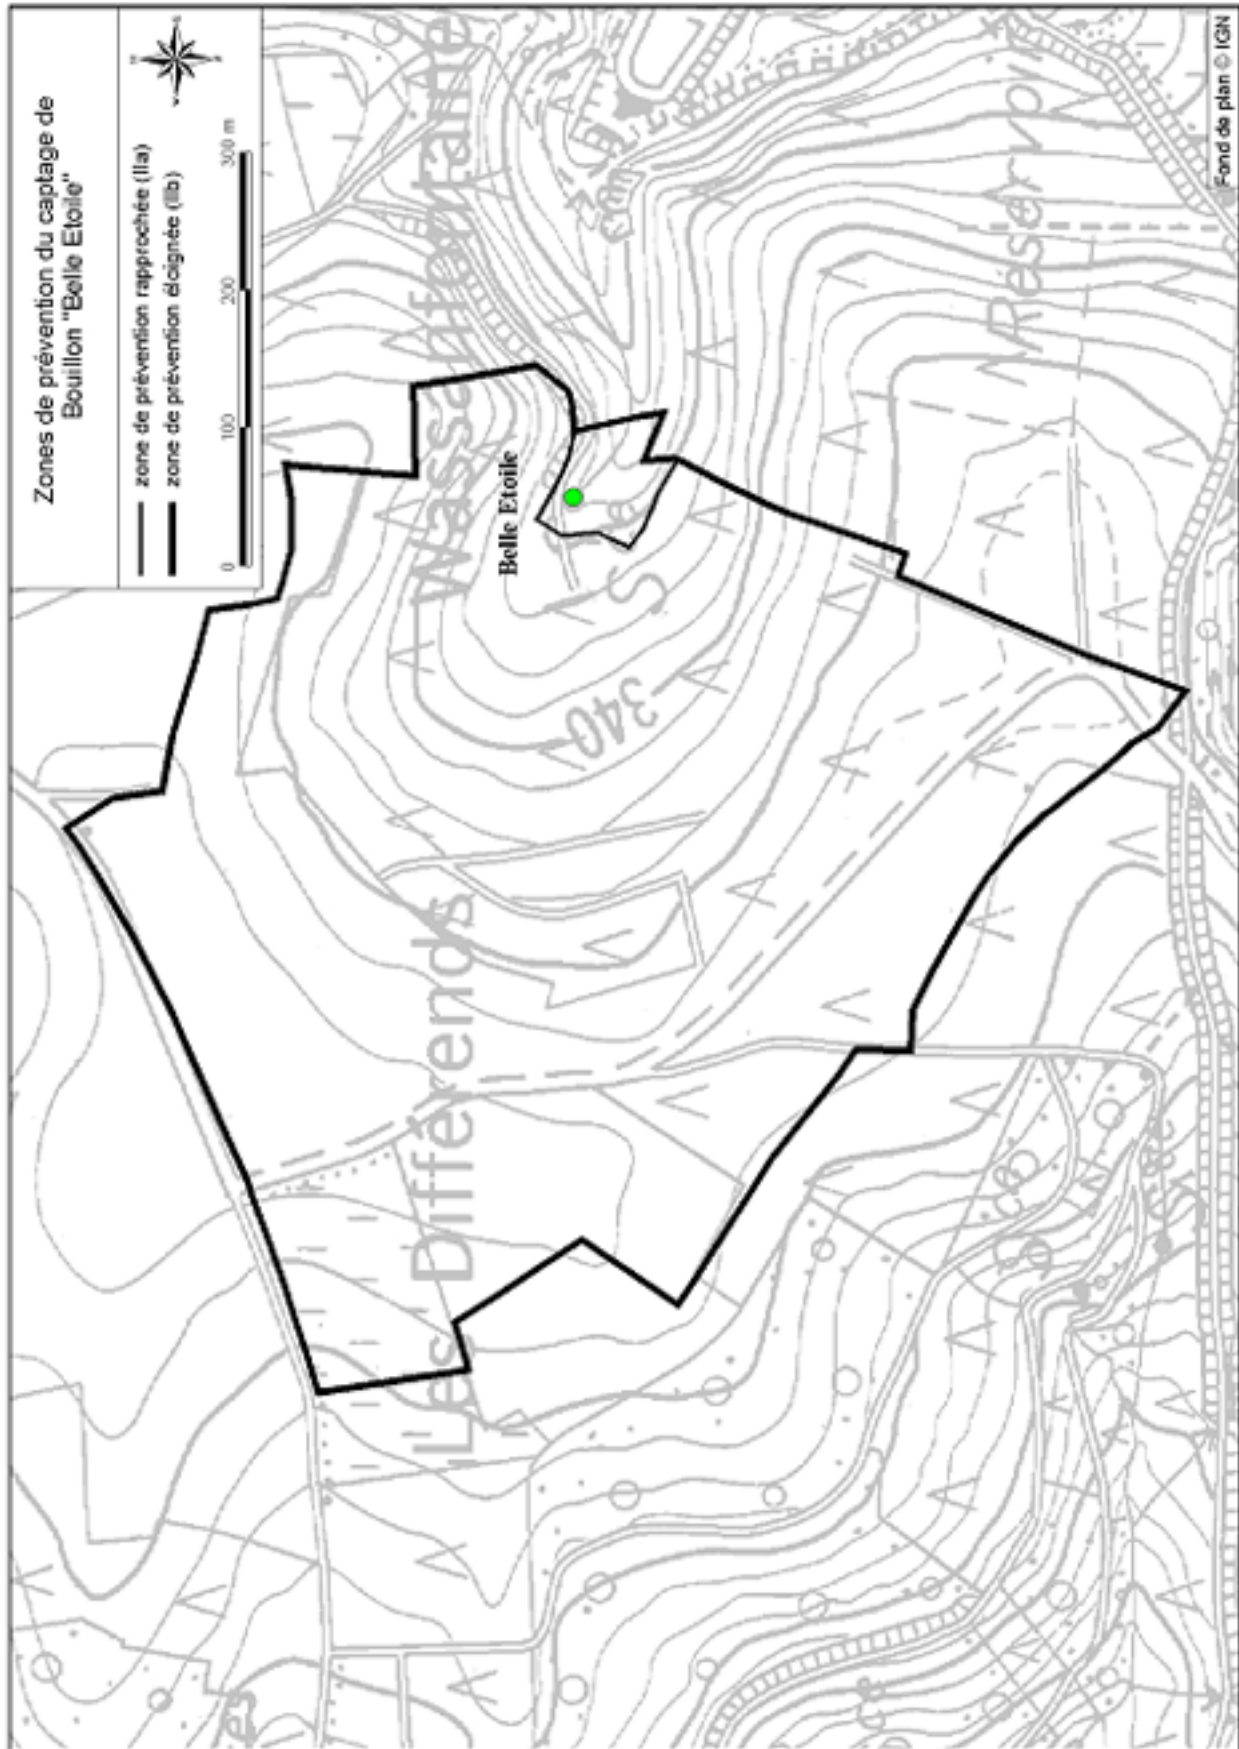 Zones de prévention du captage de
Bouillon "Belle Etoile"
zone de prévention rapprochée (IIa)
zone de prévention éloignée (IIb)
0 100 200 300 m
Belle Etoile
340
Les Différends
Fond de plan © IGN